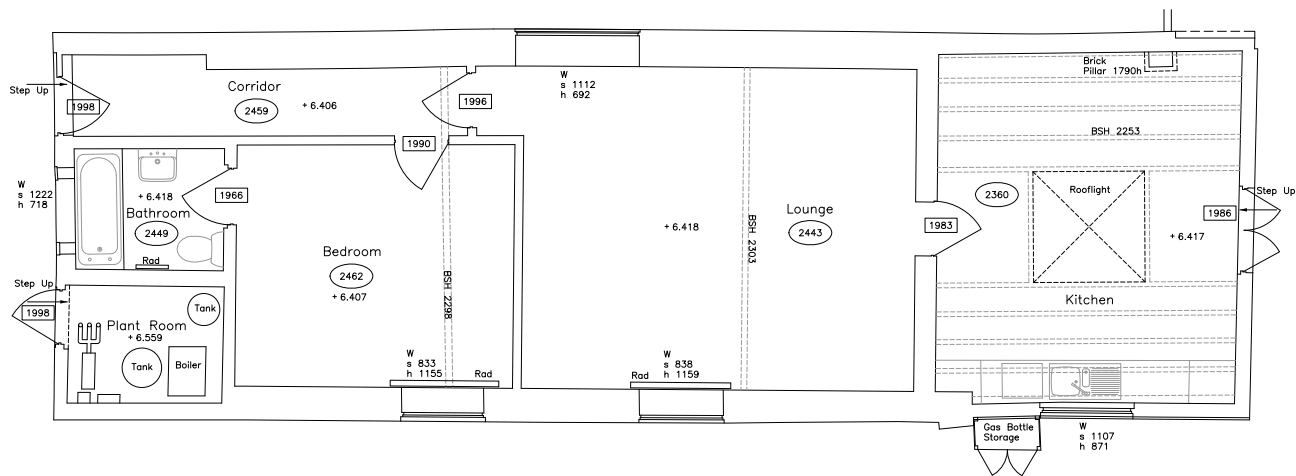 Step Up
1998
Corridor
2459
+ 6.406
1996
1990
W
s 1112
h 692
Brick
Pillar 1790h
BSH 2253
W
s 1222
h 718
+ 6.418
Bathroom
2449
Rad
1966
Bedroom
2462
+ 6.407
BSH 2298
+ 6.418
BSH 2303
Lounge
2443
1983
2360
Rooflight
Step Up
1986
+ 6.417
Kitchen
Step Up
1998
Plant Room
+ 6.559
Tank
Tank
Boiler
W
s 833
h 1155
Rad
Rad
W
s 838
h 1159
Gas Bottle
Storage
W
s 1107
h 871